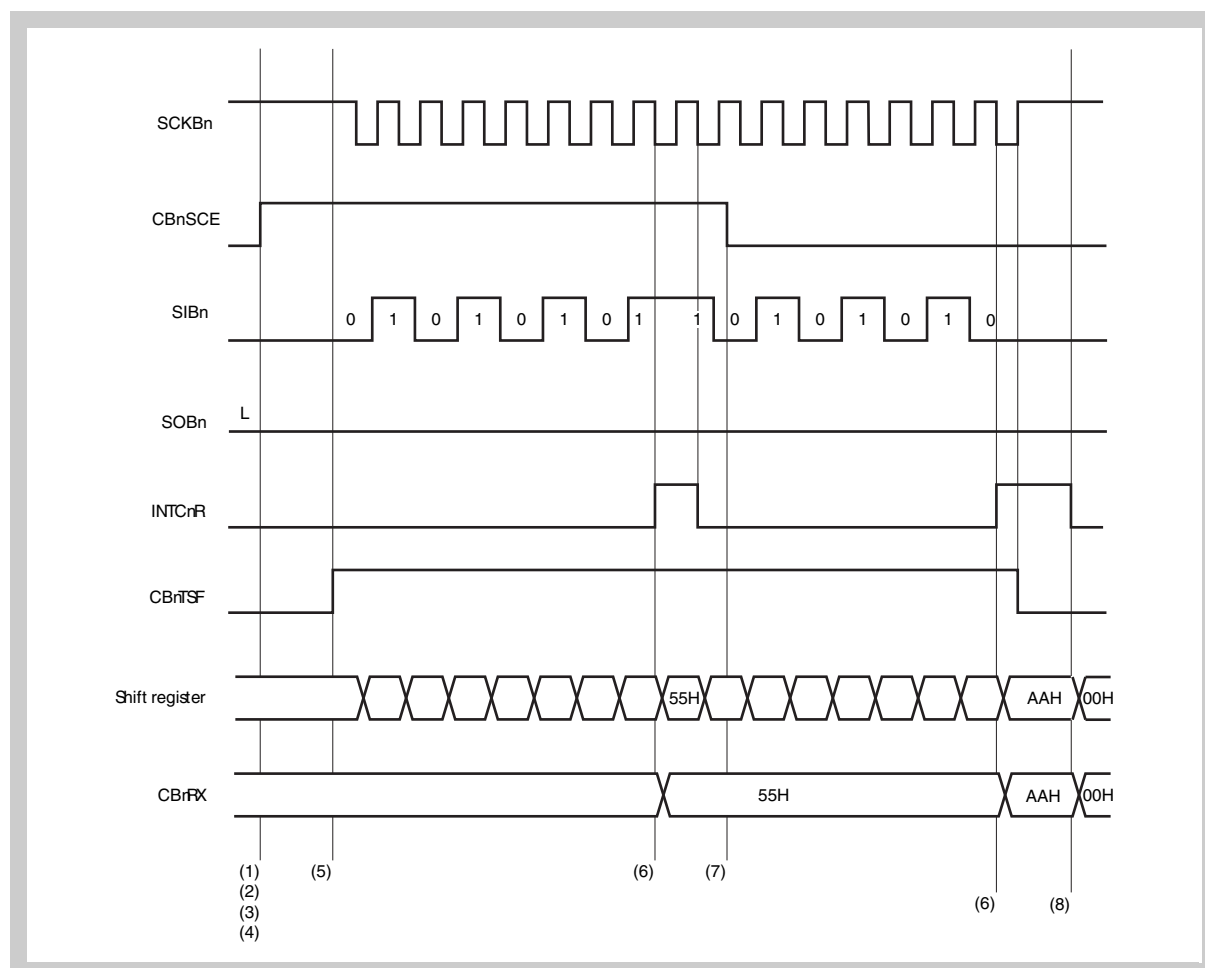 SCKBn
CBnSCE
SIBn
0 1 0 1 0 1 0 1 1 0 1 0 1 0 1 0
L
SOBn
INTCnR
CBnTSF
Shift register
55H
AAH
00H
CBnRX
55H
AAH
00H
(1)
(5)
(6)
(7)
(2)
(3)
(6)
(8)
(4)